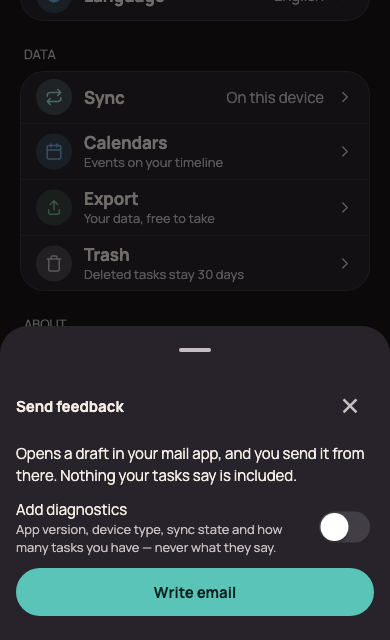 Language English
DATA
Sync On this device
Calendars
Events on your timeline
Export
Your data, free to take
Trash
Deleted tasks stay 30 days
ABOUT
Send feedback
Opens a draft in your mail app, and you send it from
there. Nothing your tasks say is included.
Add diagnostics
App version, device type, sync state and how
many tasks you have — never what they say.
Write email